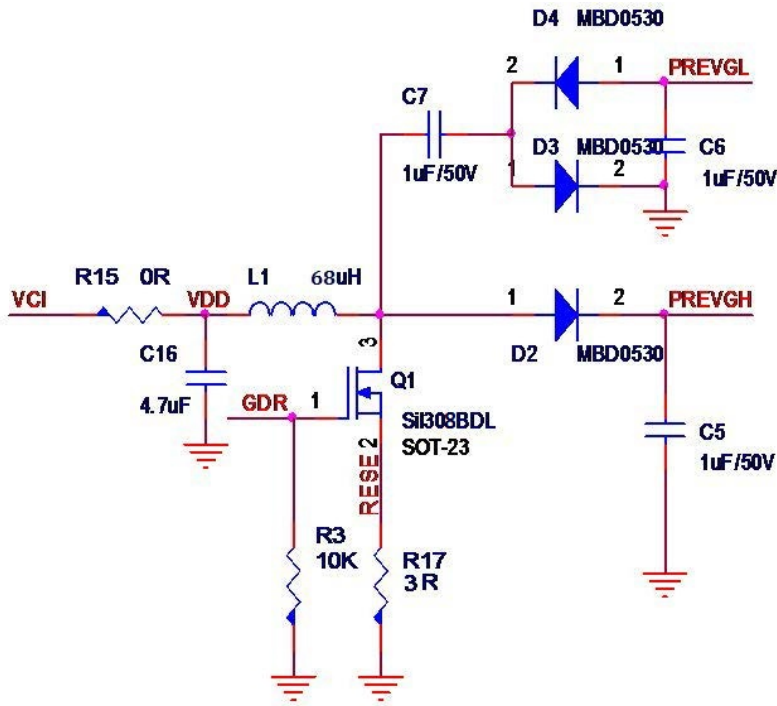 D4 MBD0530
2
1
PREVGL
C7
1uF/50V
1
D3 MBD0530
2
C6
1uF/50V
R15 0R
L1 68uH
VCI
VDD
1
2
PREVGH
D2
MBD0530
C16
4.7uF
3
Q1
GDR
1
Sil308BDL
SOT-23
2
RESE
C5
1uF/50V
R3
10K
R17
3R